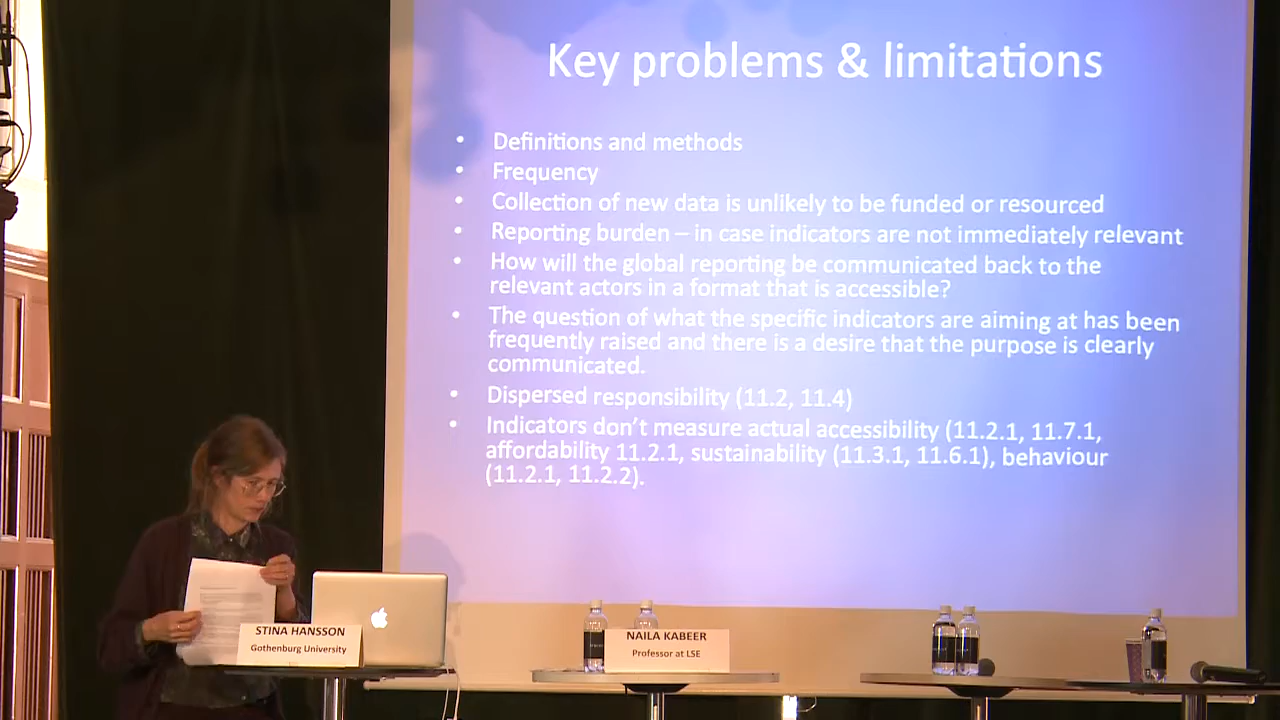 Key problems & limitations
• Definitions and methods
• Frequency
• Collection of new data is unlikely to be funded or resourced
• Reporting burden – in case indicators are not immediately relevant
• How will the global reporting be communicated back to the
relevant actors in a format that is accessible?
• The question of what the specific indicators are aiming at has been
frequently raised and there is a desire that the purpose is clearly
communicated.
• Dispersed responsibility (11.2, 11.4)
• Indicators don't measure actual accessibility (11.2.1, 11.7.1,
affordability 11.2.1, sustainability (11.3.1, 11.6.1), behaviour
(11.2.1, 11.2.2).
STINA HANSSON
Gothenburg University
NAILA KABEER
Professor at LSE